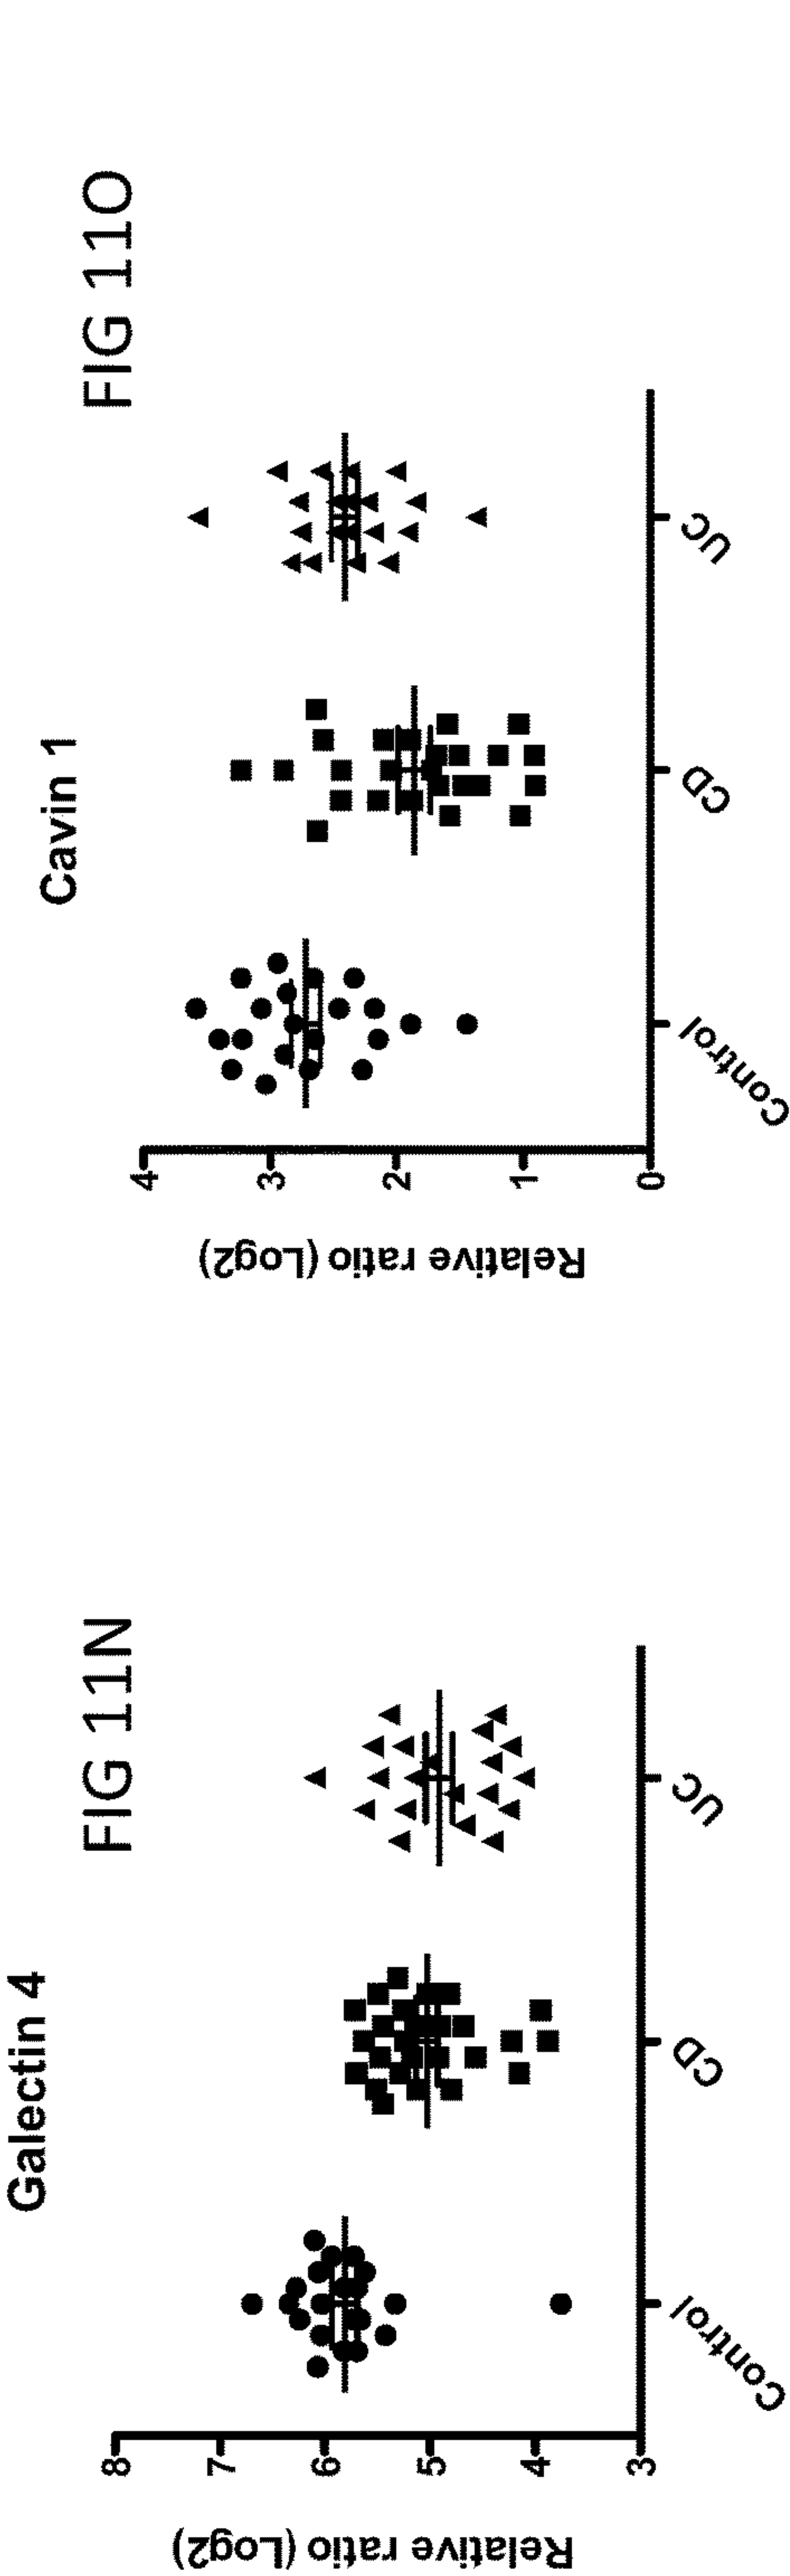 Galectin 4
FIG 11N
Relative ratio (Log2)
8
7
6
5
4
3
Control
CD
UC
Cavin 1
FIG 11O
Relative ratio (Log2)
4
3
2
1
0
Control
CD
UC